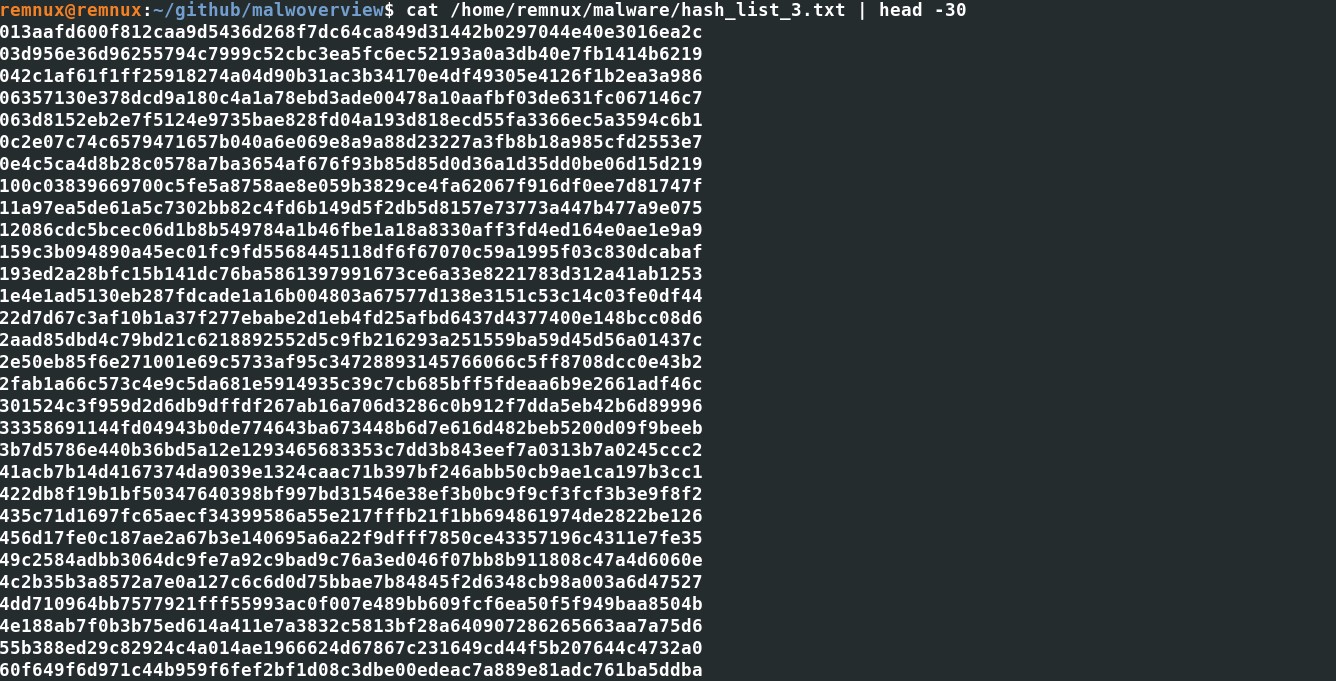 remnux@remnux:~/github/malwoverview$ cat /home/remnux/malware/hash_list_3.txt | head -30
013aafd600f812caa9d5436d268f7dc64ca849d31442b0297044e40e3016ea2c
03d956e36d96255794c7999c52cbc3ea5fc6ec52193a0a3db40e7fb1414b6219
042c1af61f1ff25918274a04d90b31ac3b34170e4df49305e4126f1b2ea3a986
06357130e378dcd9a180c4a1a78ebd3ade00478a10aafbf03de631fc067146c7
063d8152eb2e7f5124e9735bae828fd04a193d818ecd55fa3366ec5a3594c6b1
0c2e07c74c6579471657b040a6e069e8a9a88d23227a3fb8b18a985cfd2553e7
0e4c5ca4d8b28c0578a7ba3654af676f93b85d85d0d36a1d35dd0be06d15d219
100c03839669700c5fe5a8758ae8e059b3829ce4fa62067f916df0ee7d81747f
11a97ea5de61a5c7302bb82c4fd6b149d5f2db5d8157e73773a447b477a9e075
12086cdc5bcec06d1b8b549784a1b46fbe1a18a8330aff3fd4ed164e0ae1e9a9
159c3b094890a45ec01fc9fd5568445118df6f67070c59a1995f03c830dcabaf
193ed2a28bfc15b141dc76ba5861397991673ce6a33e8221783d312a41ab1253
1e4e1ad5130eb287fdcade1a16b004803a67577d138e3151c53c14c03fe0df44
22d7d67c3af10b1a37f277ebabe2d1eb4fd25afbd6437d4377400e148bcc08d6
2aad85dbd4c79bd21c6218892552d5c9fb216293a251559ba59d45d56a01437c
2e50eb85f6e271001e69c5733af95c34728893145766066c5ff8708dcc0e43b2
2fab1a66c573c4e9c5da681e5914935c39c7cb685bff5fdeaa6b9e2661adf46c
301524c3f959d2d6db9dffdf267ab16a706d3286c0b912f7dda5eb42b6d89996
33358691144fd04943b0de774643ba673448b6d7e616d482beb5200d09f9beeb
3b7d5786e440b36bd5a12e1293465683353c7dd3b843eef7a0313b7a0245ccc2
41acb7b14d4167374da9039e1324caac71b397bf246abb50cb9ae1ca197b3cc1
422db8f19b1bf50347640398bf997bd31546e38ef3b0bc9f9cf3fcf3b3e9f8f2
435c71d1697fc65aecf34399586a55e217fffb21f1bb694861974de2822be126
456d17fe0c187ae2a67b3e140695a6a22f9dfff7850ce43357196c4311e7fe35
49c2584adbb3064dc9fe7a92c9bad9c76a3ed046f07bb8b911808c47a4d6060e
4c2b35b3a8572a7e0a127c6c6d0d75bbae7b84845f2d6348cb98a003a6d47527
4dd710964bb7577921fff55993ac0f007e489bb609fcf6ea50f5f949baa8504b
4e188ab7f0b3b75ed614a411e7a3832c5813bf28a640907286265663aa7a75d6
55b388ed29c82924c4a014ae1966624d67867c231649cd44f5b207644c4732a0
60f649f6d971c44b959f6fef2bf1d08c3dbe00edeac7a889e81adc761ba5ddba